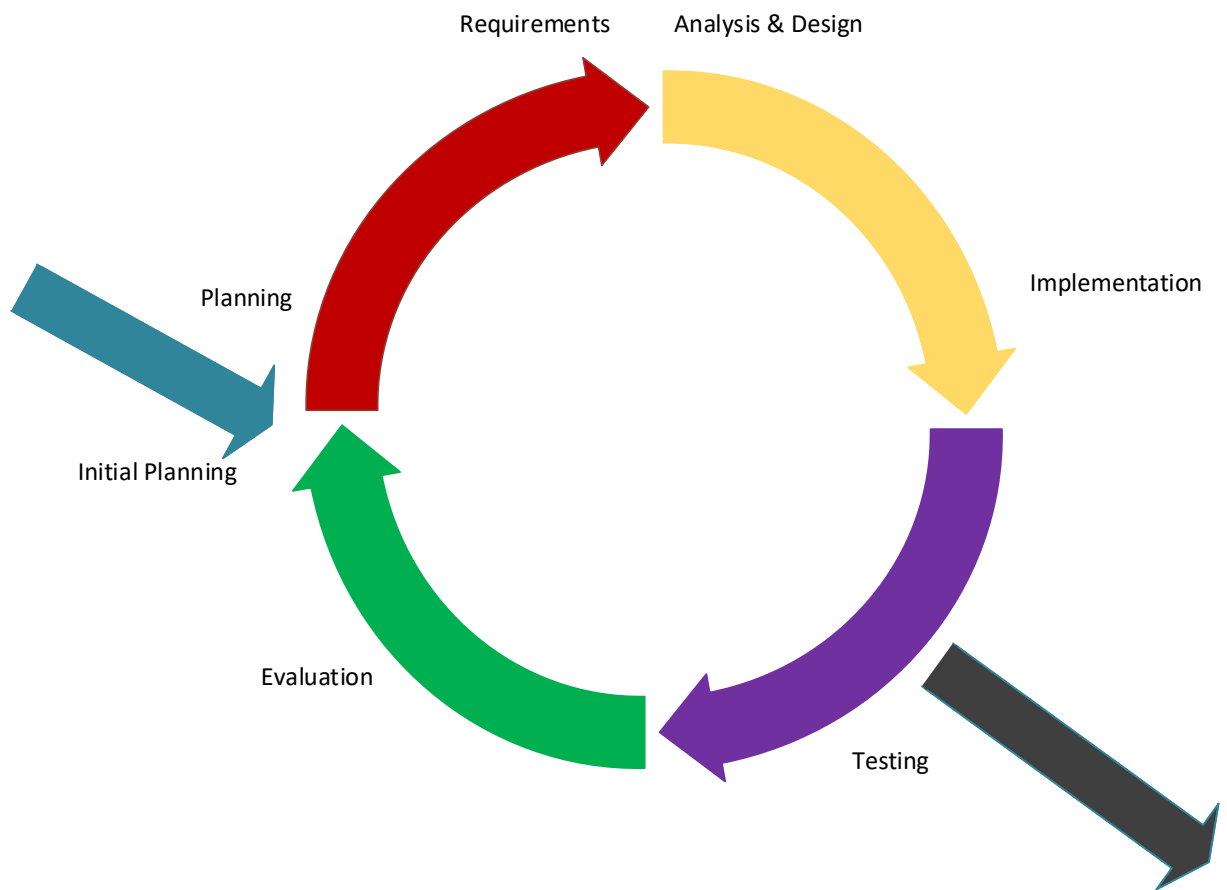 Requirements
Analysis & Design
Planning
Implementation
Initial Planning
Evaluation
Testing